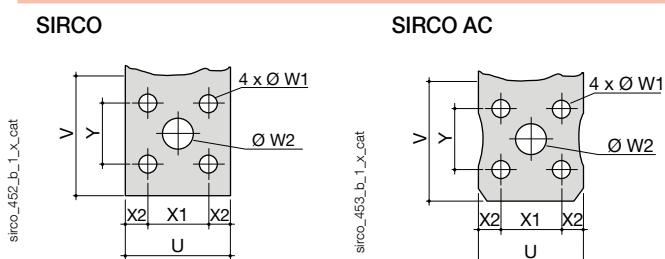 SIRCO
4 x Ø W1
Ø W2
V
Y
X2 X1 X2
U
sirco_452_b_1_x_cat
SIRCO AC
4 x Ø W1
Ø W2
V
Y
X2 X1 X2
U
sirco_453_b_1_x_cat